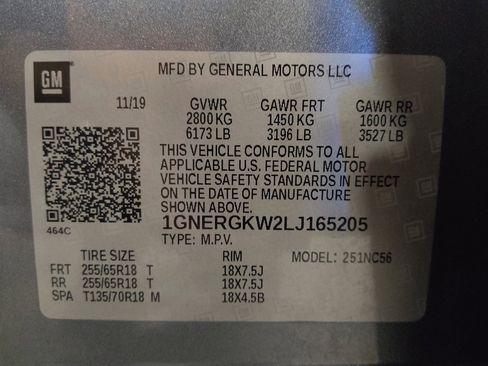 GM
MFD BY GENERAL MOTORS LLC
11/19 GVWR GAWR FRT GAWR RR
2800 KG 1450 KG 1600 KG
6173 LB 3196 LB 3527 LB
THIS VEHICLE CONFORMS TO ALL
APPLICABLE U.S. FEDERAL MOTOR
VEHICLE SAFETY STANDARDS IN EFFECT
ON THE DATE OF MANUFACTURE
SHOWN ABOVE.
464C
1GNERGKW2LJ165205
TYPE: M.P.V.
TIRE SIZE RIM MODEL: 251NC56
FRT 255/65R18 T 18X7.5J
RR 255/65R18 T 18X7.5J
SPA T135/70R18 M 18X4.5B